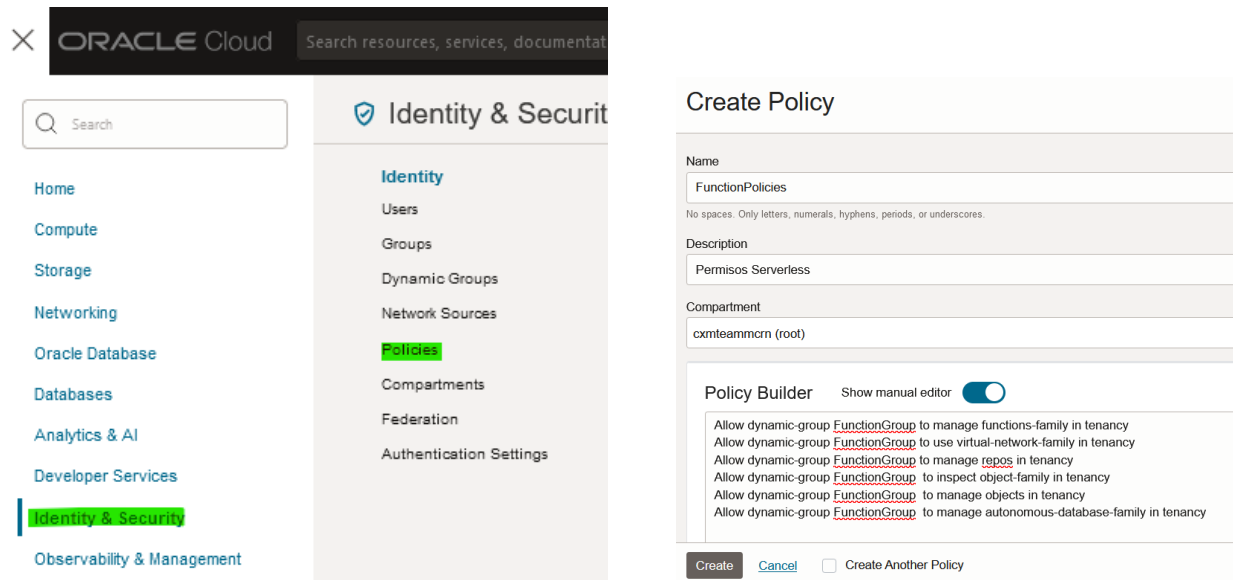 ORACLE Cloud
Search resources, services, documentat
Search
Home
Compute
Storage
Networking
Oracle Database
Databases
Analytics & AI
Developer Services
Identity & Security
Observability & Management
Identity & Securit
Identity
Users
Groups
Dynamic Groups
Network Sources
Policies
Compartments
Federation
Authentication Settings
Create Policy
Name
FunctionPolicies
No spaces. Only letters, numerals, hyphens, periods, or underscores.
Description
Permisos Serverless
Compartment
cxmteammcrn (root)
Policy Builder Show manual editor
Allow dynamic-group FunctionGroup to manage functions-family in tenancy
Allow dynamic-group FunctionGroup to use virtual-network-family in tenancy
Allow dynamic-group FunctionGroup to manage repos in tenancy
Allow dynamic-group FunctionGroup to inspect object-family in tenancy
Allow dynamic-group FunctionGroup to manage objects in tenancy
Allow dynamic-group FunctionGroup to manage autonomous-database-family in tenancy
Create Cancel Create Another Policy